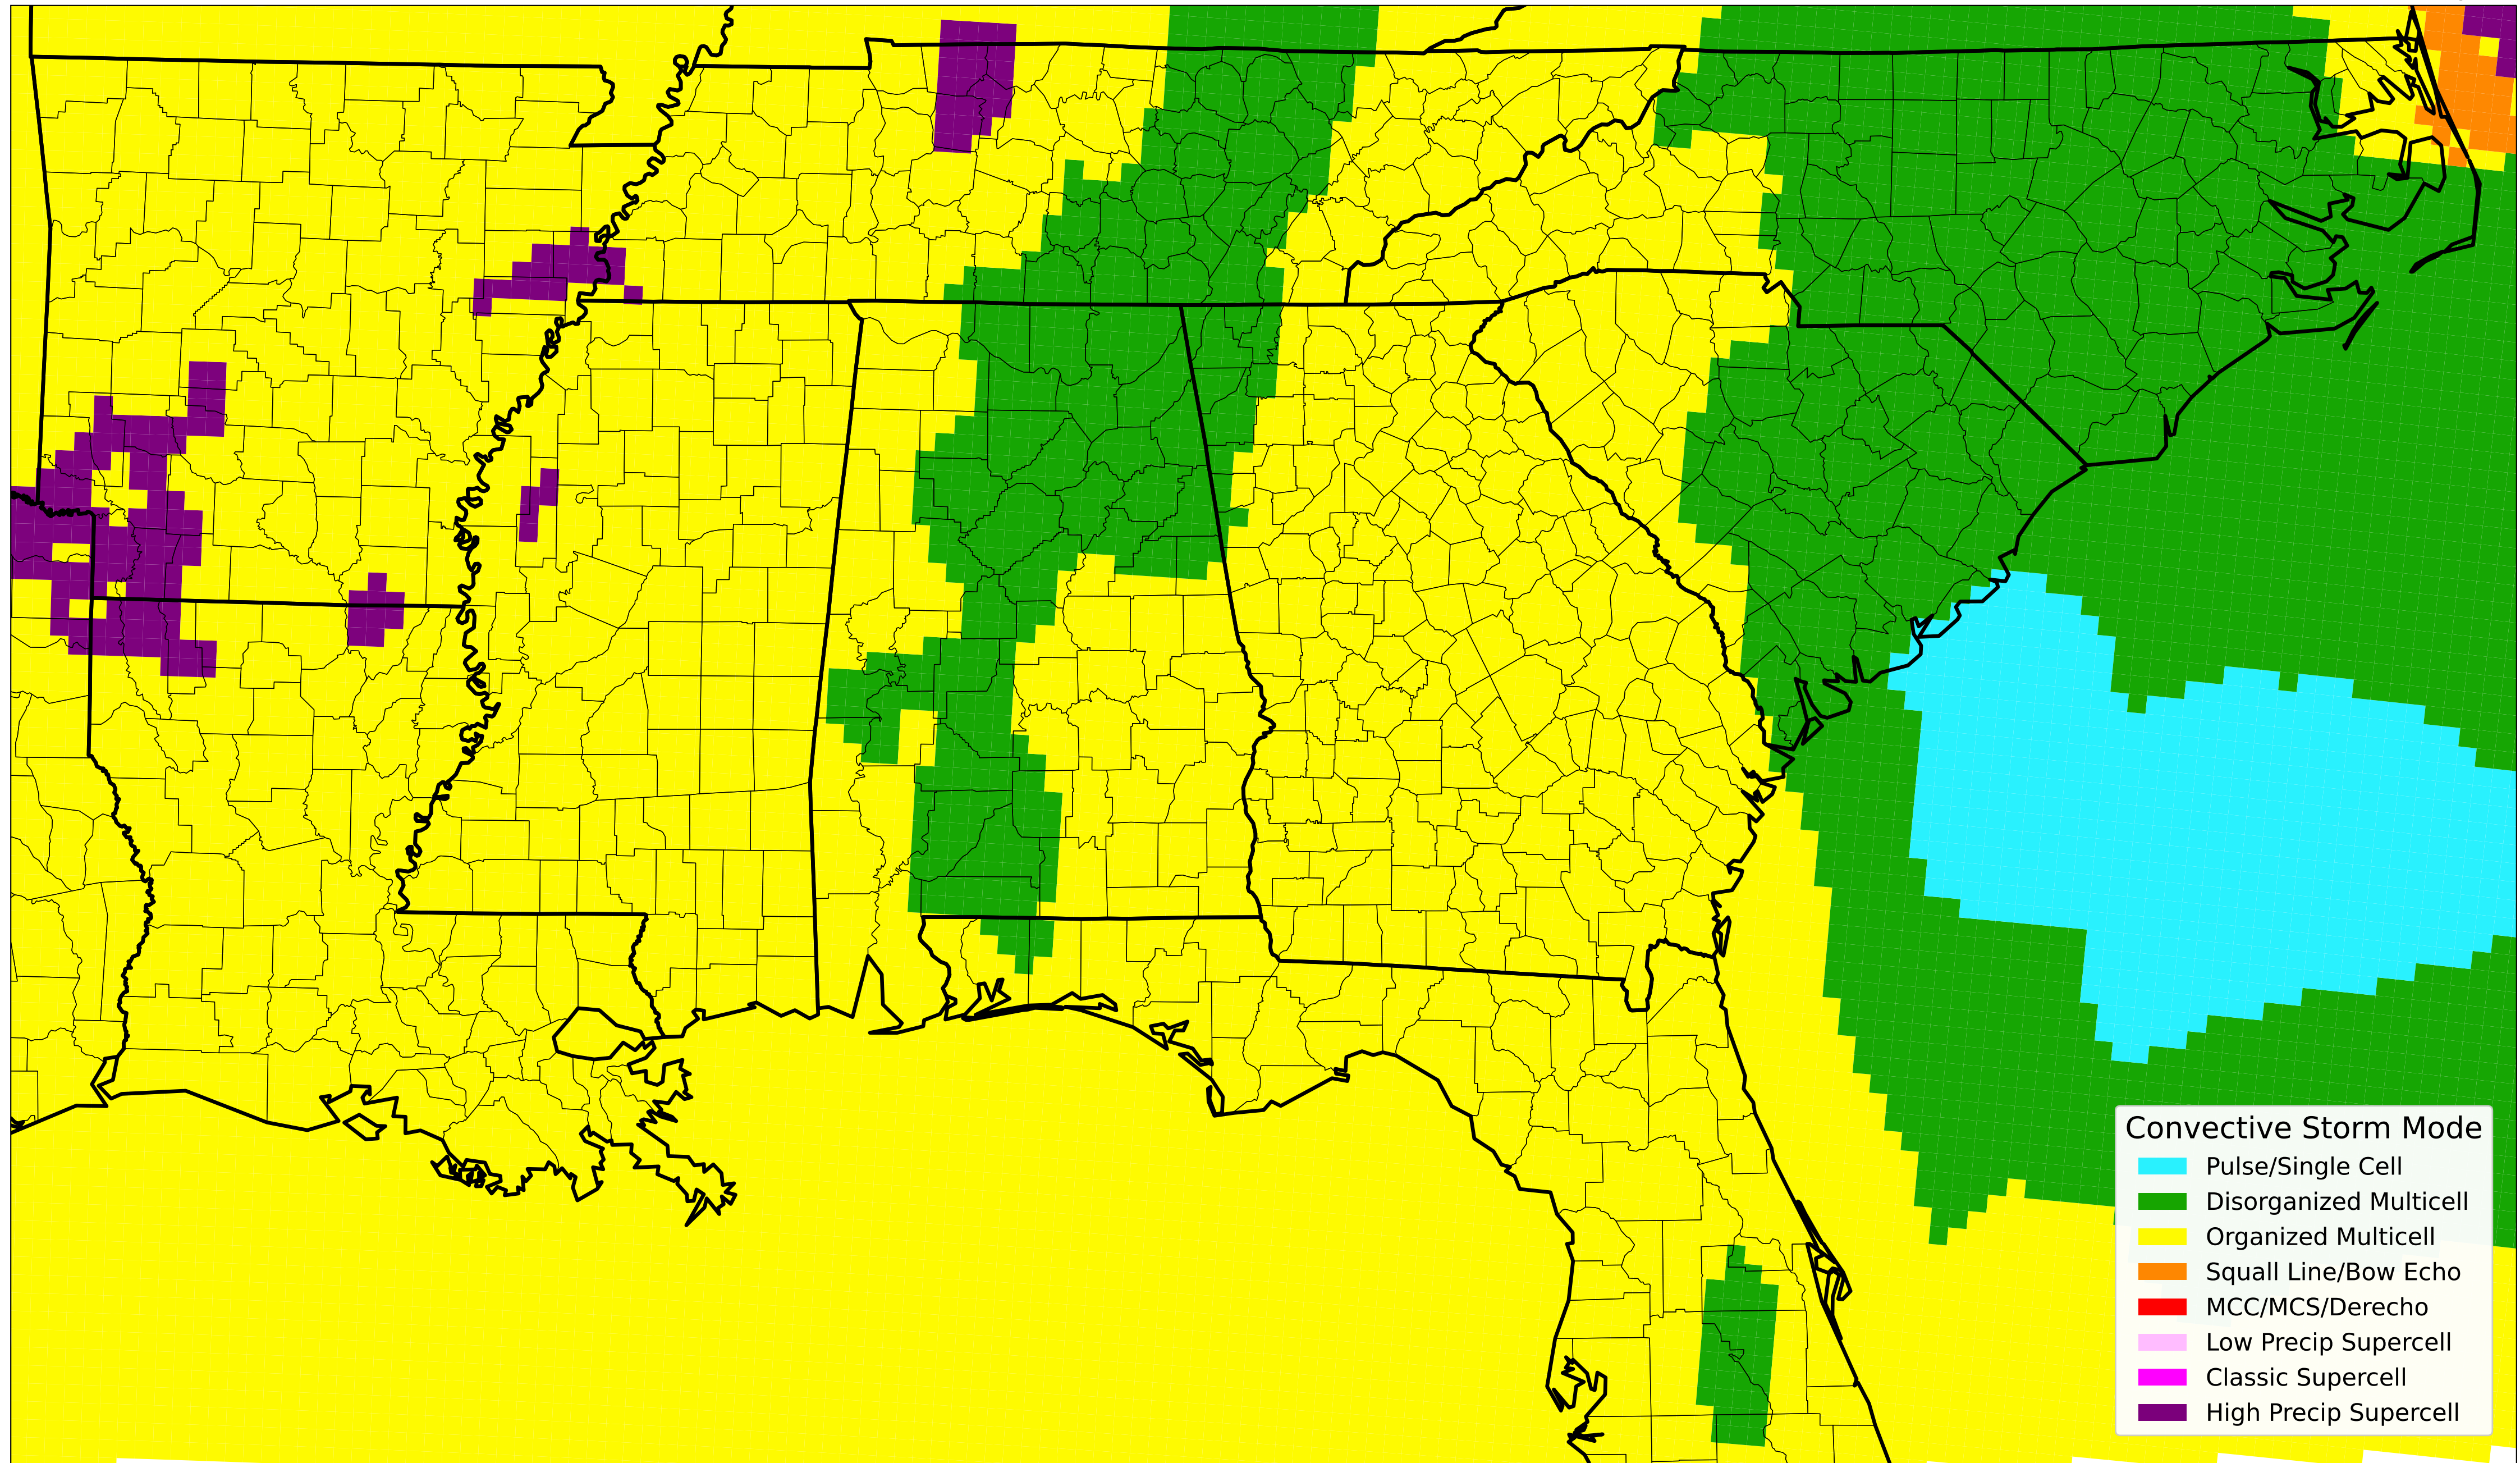 Convective Storm Mode
Pulse/Single Cell
Disorganized Multicell
Organized Multicell
Squall Line/Bow Echo
MCC/MCS/Derecho
Low Precip Supercell
Classic Supercell
High Precip Supercell